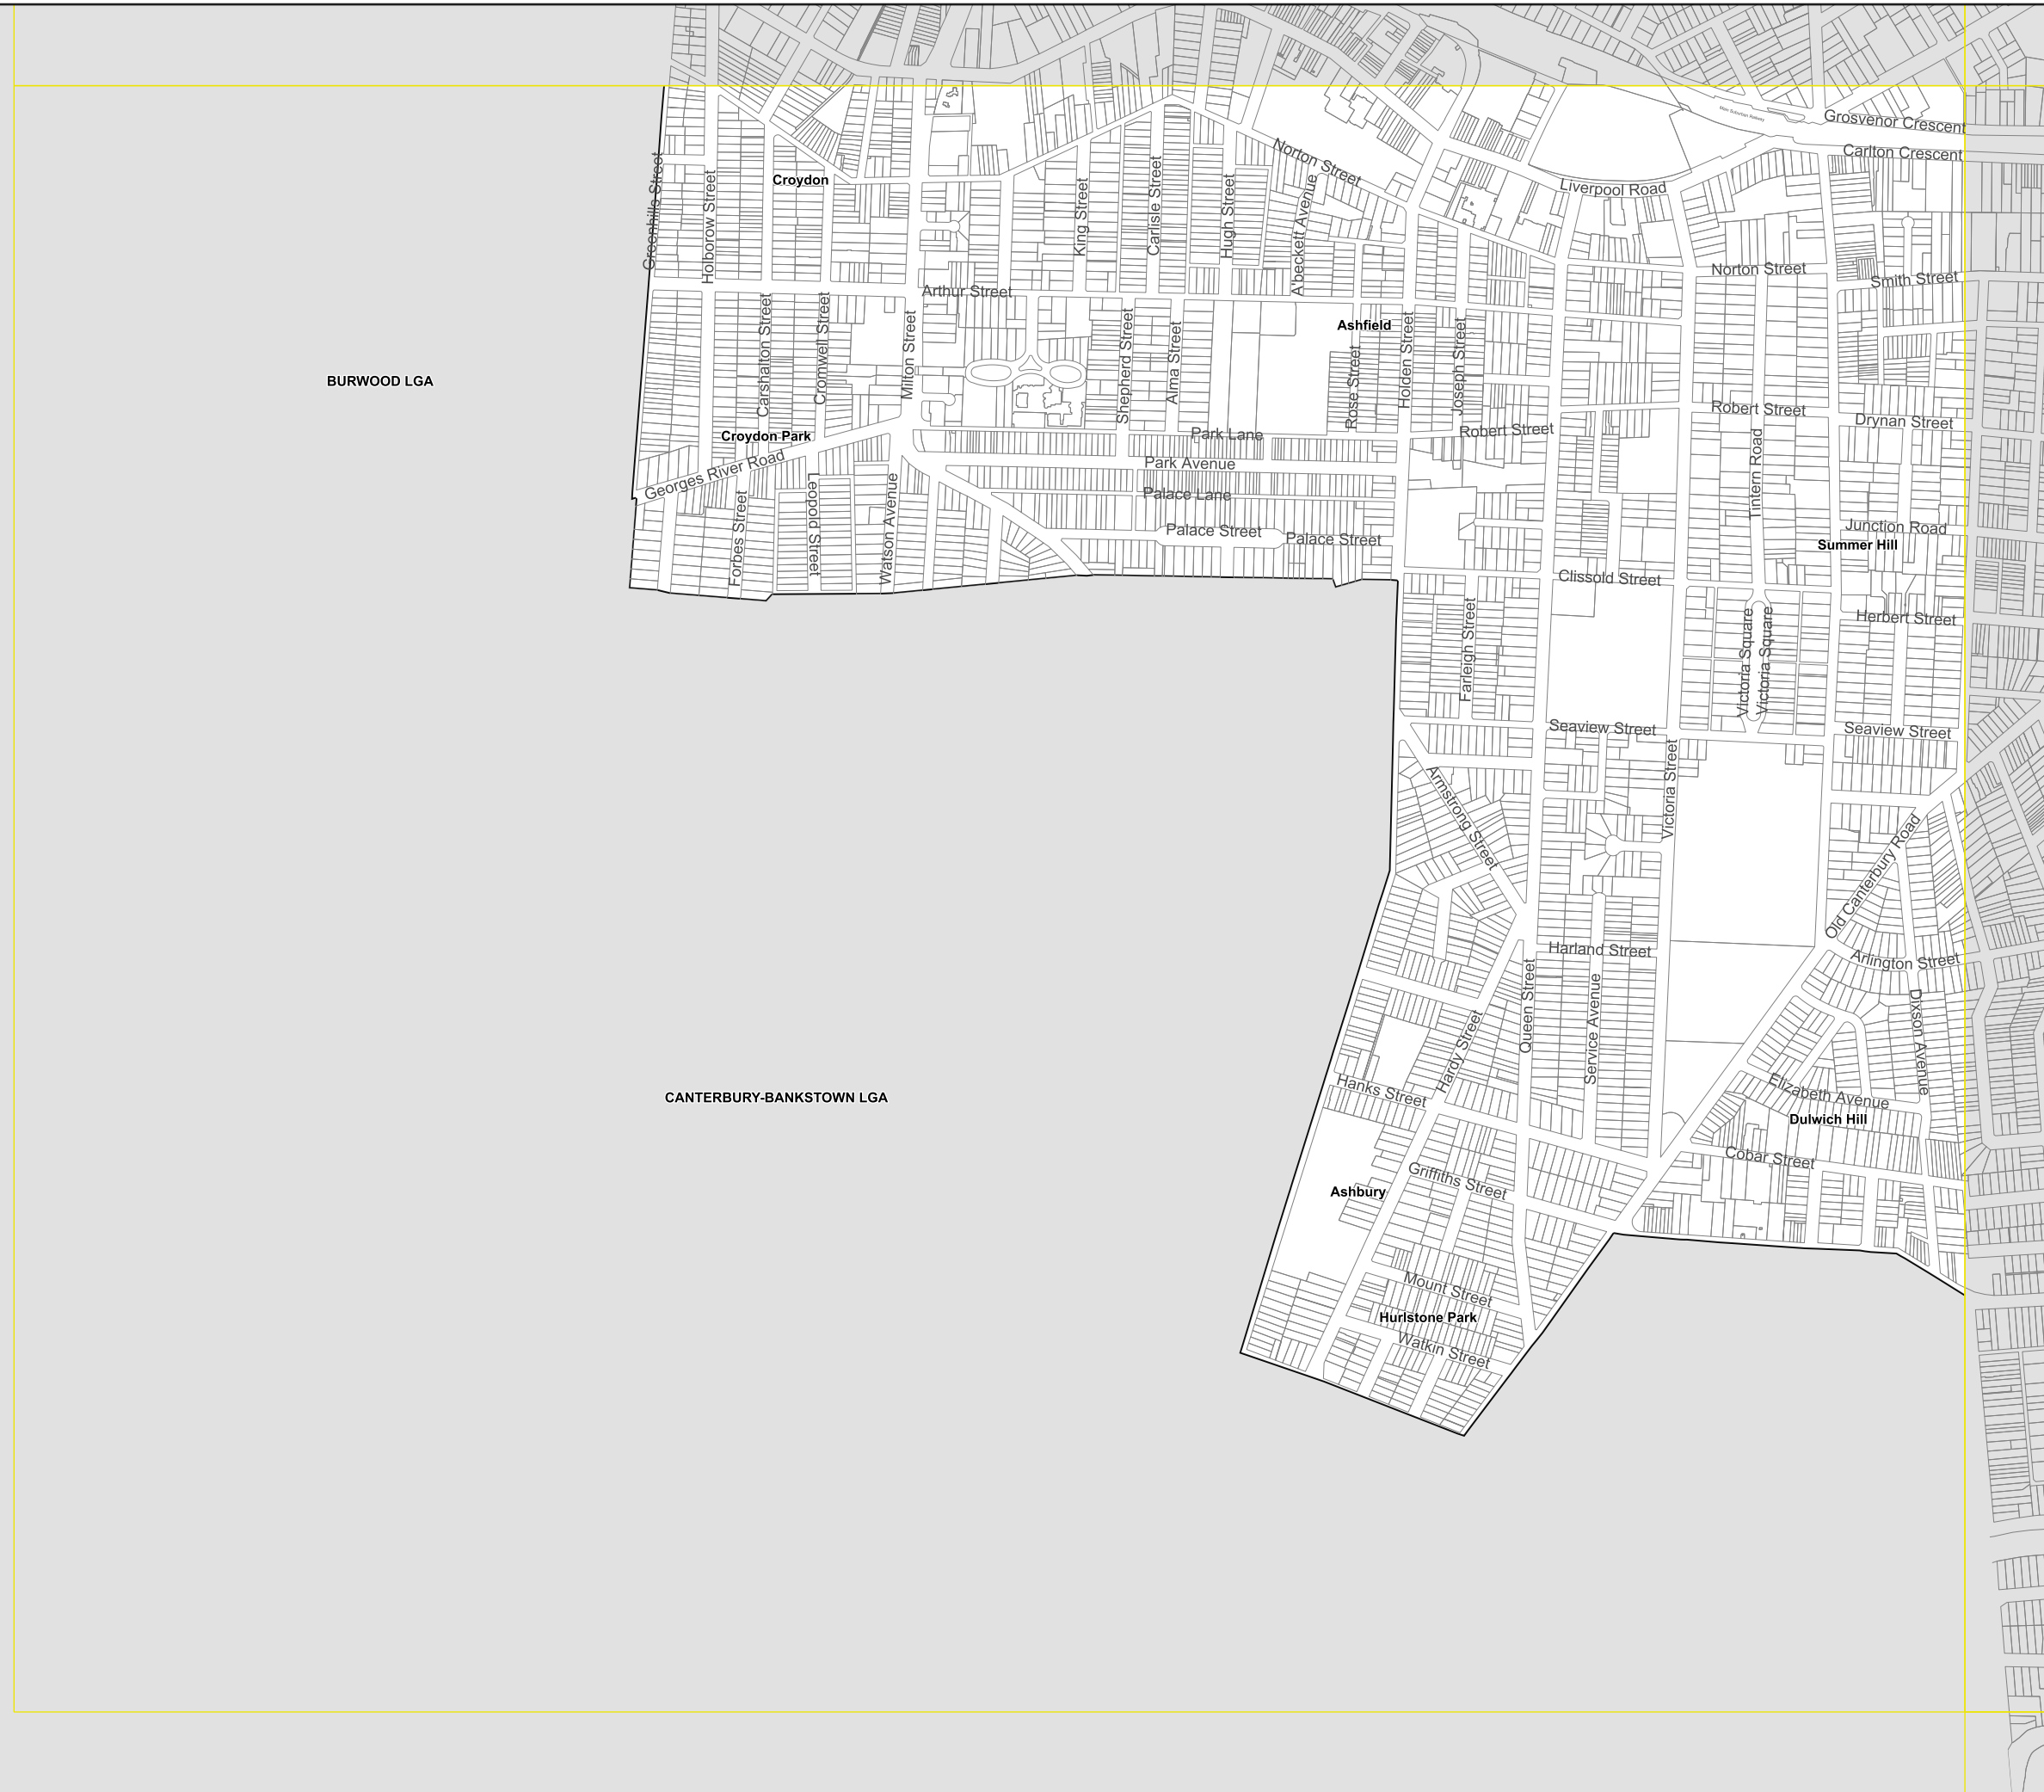 Grosvenor Crescent
Carlton Crescent
Norton Street
Liverpool Road
Croydon
Greenhills Street
Holborow Street
King Street
Carlisle Street
Hugh Street
A'beckett Avenue
Norton Street
Smith Street
Arthur Street
Carshalton Street
Cromwell Street
Milton Street
Shepherd Street
Alma Street
Ashfield
Rose Street
Holden Street
Joseph Street
BURWOOD LGA
Robert Street
Drynan Street
Croydon Park
Park Lane
Robert Street
Georges River Road
Park Avenue
Tintern Road
Palace Lane
Forbes Street
Leopold Street
Watson Avenue
Palace Street
Palace Street
Junction Road
Summer Hill
Clissold Street
Herbert Street
Farleigh Street
Victoria Square
Victoria Square
Seaview Street
Seaview Street
Victoria Street
Armstrong Street
Old Canterbury Road
Harland Street
Arlington Street
Queen Street
Service Avenue
Hardy Street
Dixson Avenue
Hanks Street
Elizabeth Avenue
CANTERBURY-BANKSTOWN LGA
Dulwich Hill
Cobar Street
Griffiths Street
Ashbury
Mount Street
Hurlstone Park
Watkin Street